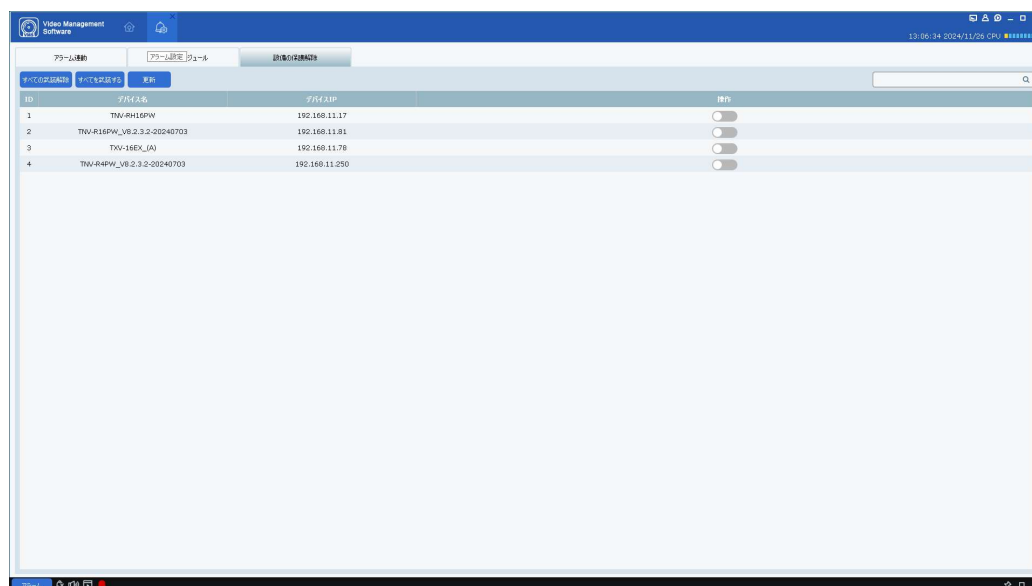 Video Management
Software
13:06:34 2024/11/26 CPU
アラーム連動
アラーム設定
ジュール
設備の保護解除
すべての武装解除
すべてを武装する
更新
ID デバイス名 デバイスIP 操作
1 TNV-RH16PW 192.168.11.17
2 TNV-R16PW_V8.2.3.2-20240703 192.168.11.81
3 TXV-16EX_(A) 192.168.11.78
4 TNV-R4PW_V8.2.3.2-20240703 192.168.11.250
アラーム